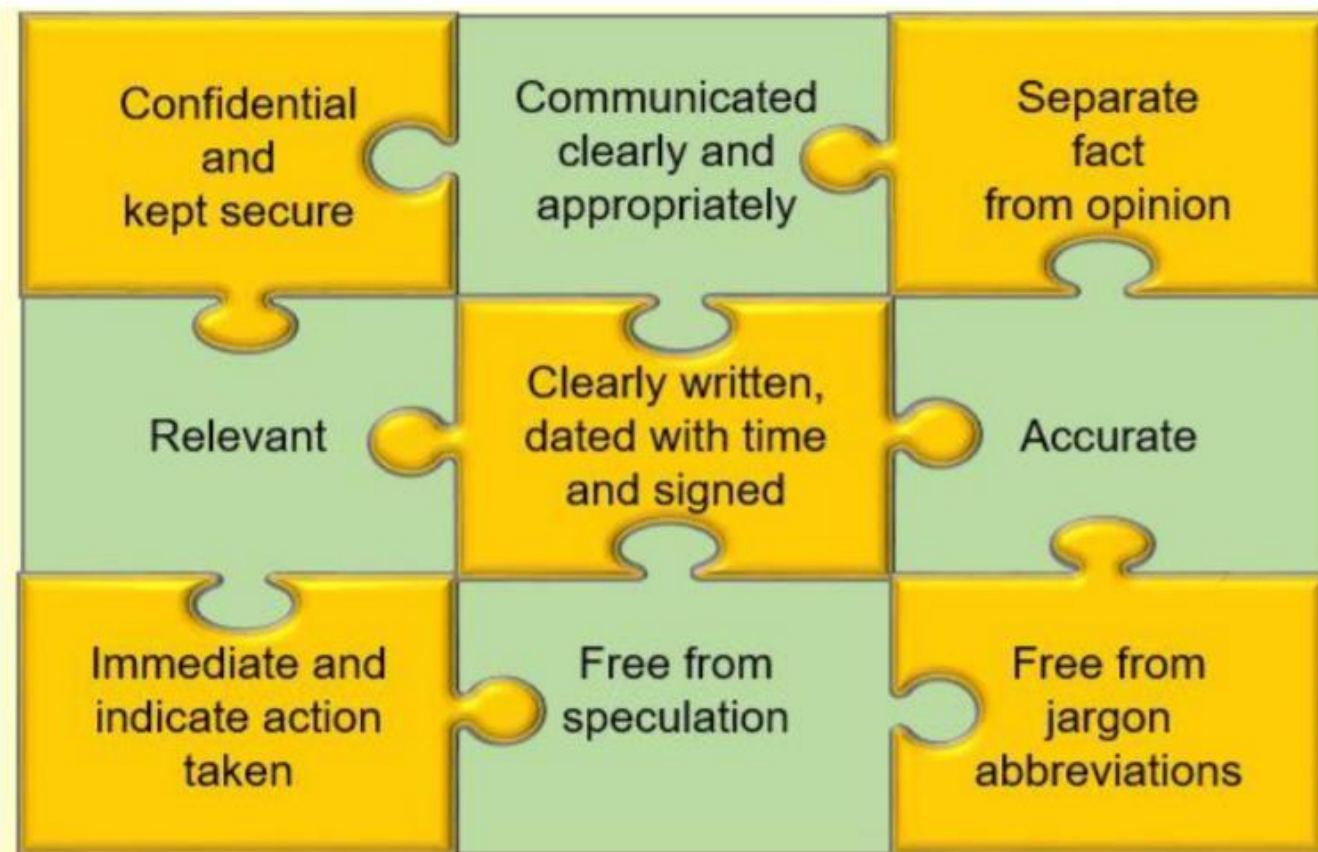 Confidential
and
kept secure
Communicated
clearly and
appropriately
Separate
fact
from opinion
Relevant
Clearly written,
dated with time
and signed
Accurate
Immediate and
indicate action
taken
Free from
speculation
Free from
jargon
abbreviations